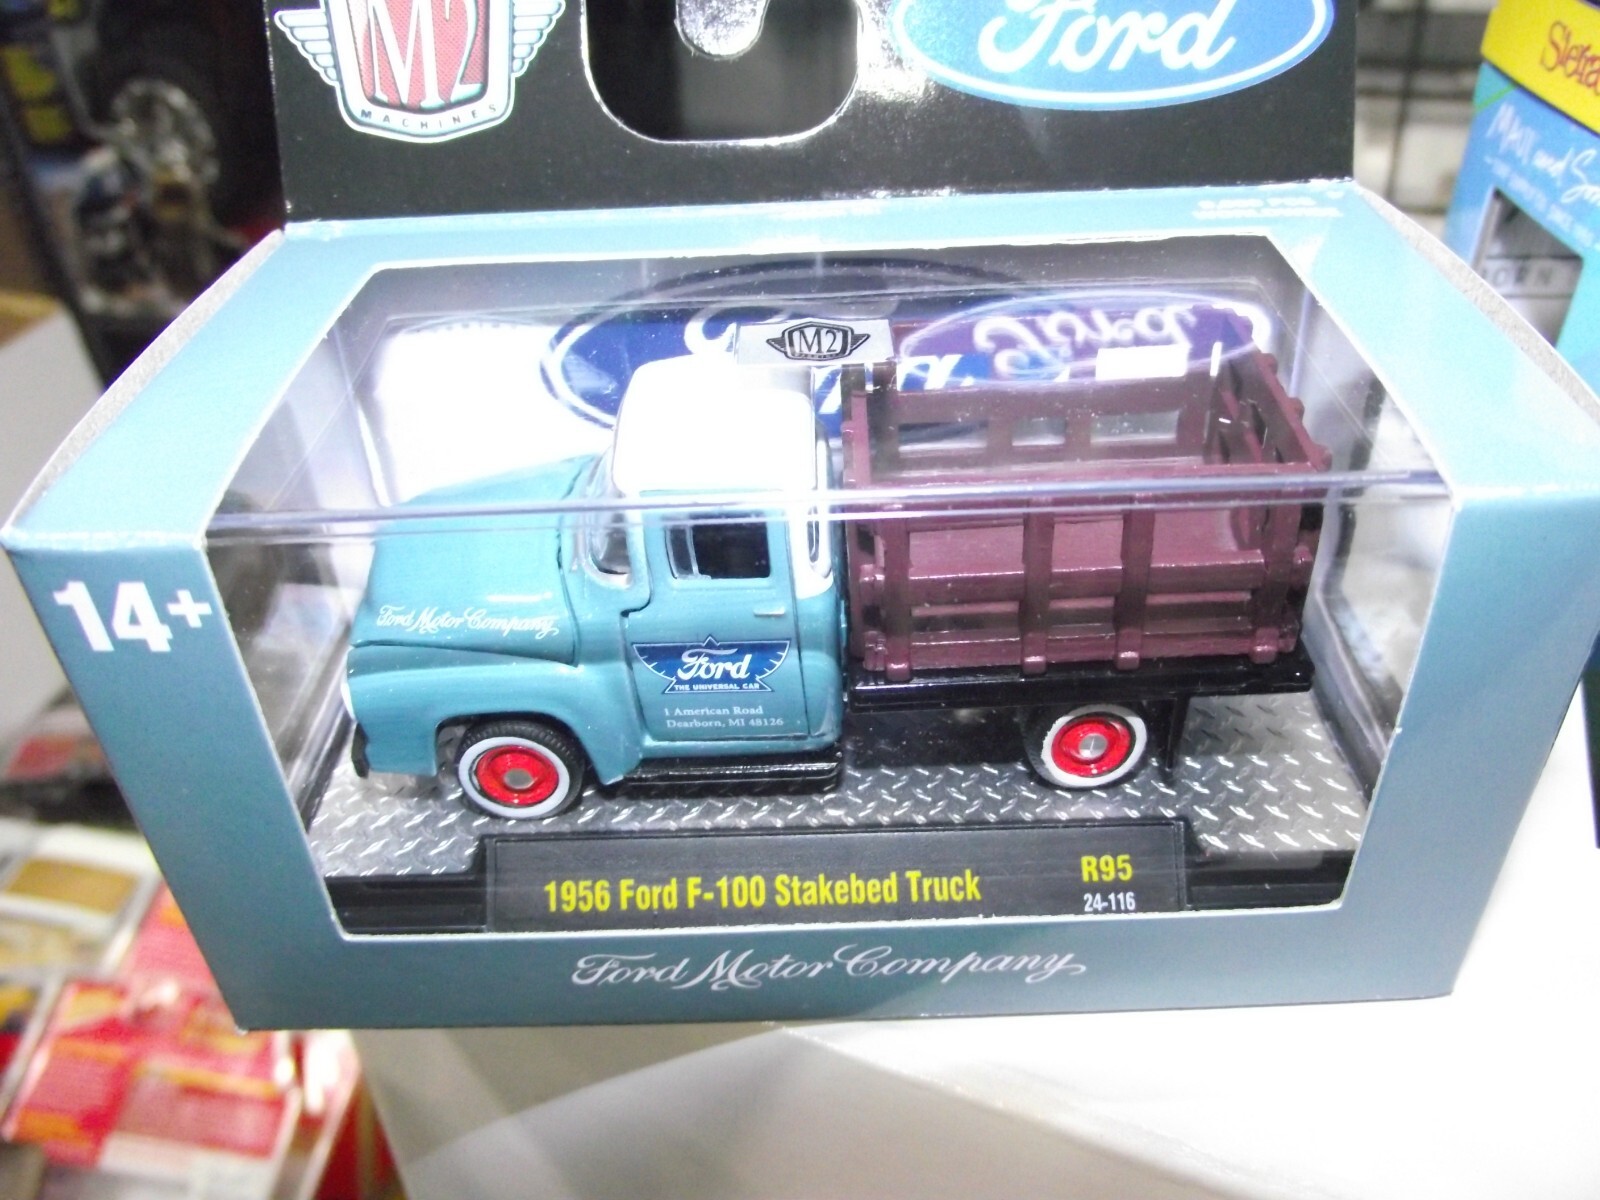 M2
MACHINES
Ford
M2
Ford
14+
Ford Motor Company
Ford
THE UNIVERSAL CAR
1 American Road
Dearborn, MI 48126
1956 Ford F-100 Stakebed Truck
R95
24-116
Ford Motor Company